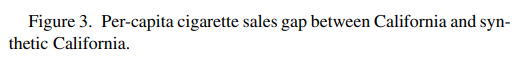 Figure 3. Per-capita cigarette sales gap between California and syn-
thetic California.